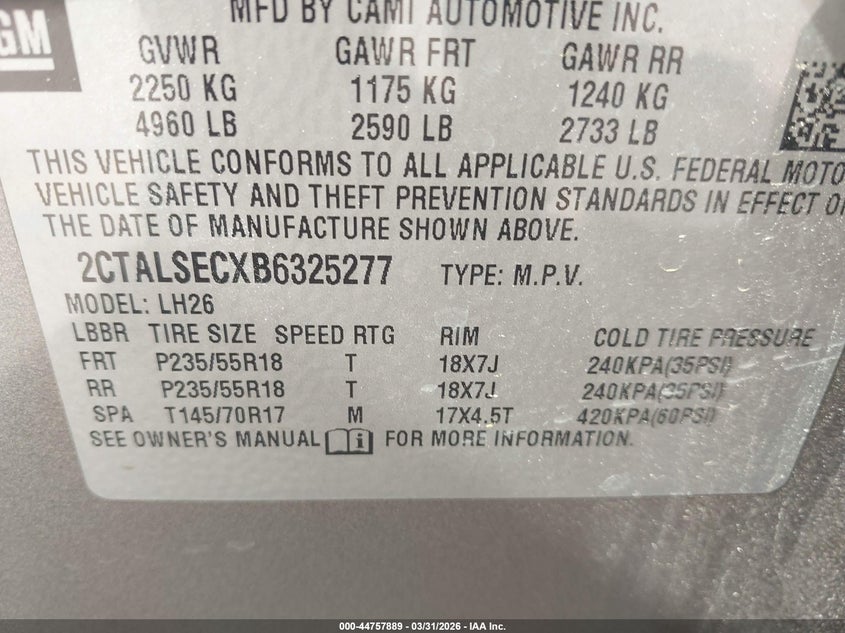 GM
MFD BY CAMI AUTOMOTIVE INC.
GVWR GAWR FRT GAWR RR
2250 KG 1175 KG 1240 KG
4960 LB 2590 LB 2733 LB
THIS VEHICLE CONFORMS TO ALL APPLICABLE U.S. FEDERAL MOTO
VEHICLE SAFETY AND THEFT PREVENTION STANDARDS IN EFFECT O
THE DATE OF MANUFACTURE SHOWN ABOVE.
2CTALSECXB6325277 TYPE: M.P.V.
MODEL: LH26
LBBR TIRE SIZE SPEED RTG RIM COLD TIRE PRESSURE
FRT P235/55R18 T 18X7J 240KPA(35PSI)
RR P235/55R18 T 18X7J 240KPA(35PSI)
SPA T145/70R17 M 17X4.5T 420KPA(60PSI)
SEE OWNER'S MANUAL i FOR MORE INFORMATION.
000-44757889 — 03/31/2026 — IAA Inc.